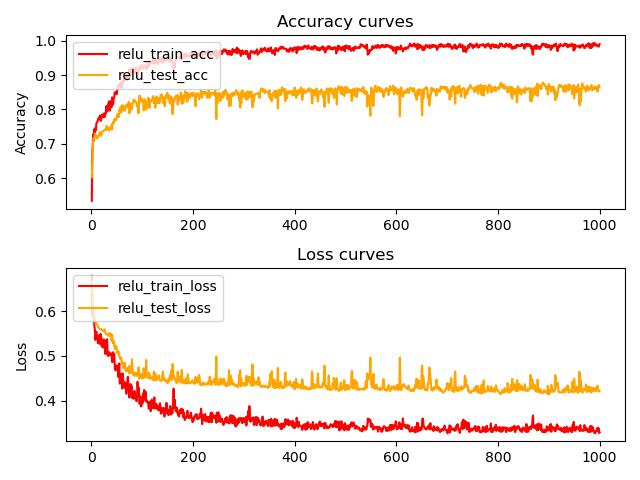 Accuracy curves
Accuracy
1.0
0.9
0.8
0.7
0.6
relu_train_acc
relu_test_acc
0 200 400 600 800 1000
Loss curves
Loss
0.6
0.5
0.4
relu_train_loss
relu_test_loss
0 200 400 600 800 1000